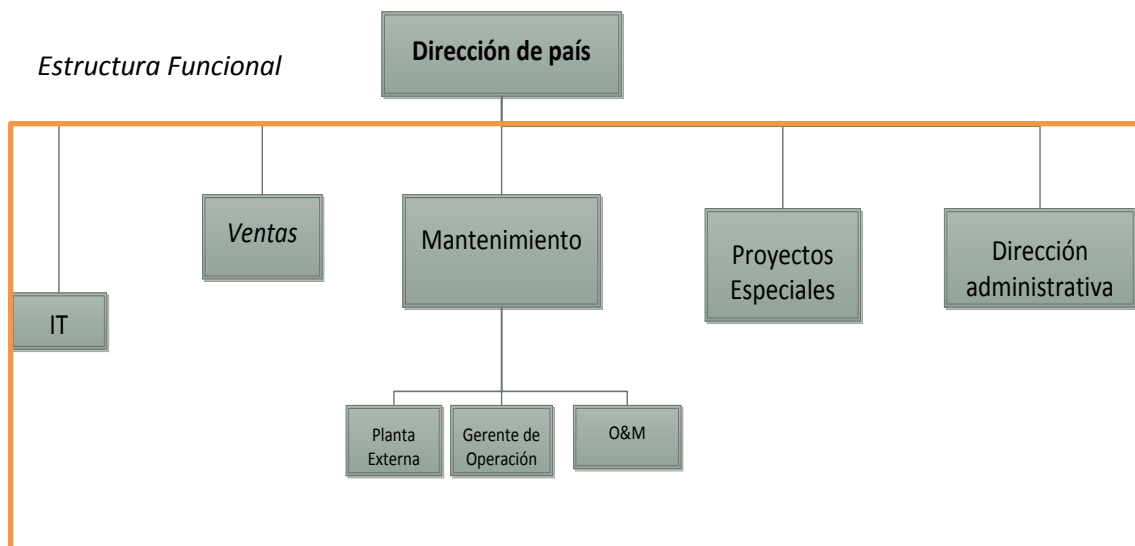 Dirección de país
Estructura Funcional
Ventas
Mantenimiento
Proyectos
Especiales
Dirección
administrativa
IT
Planta
Externa
Gerente de
Operación
O&M